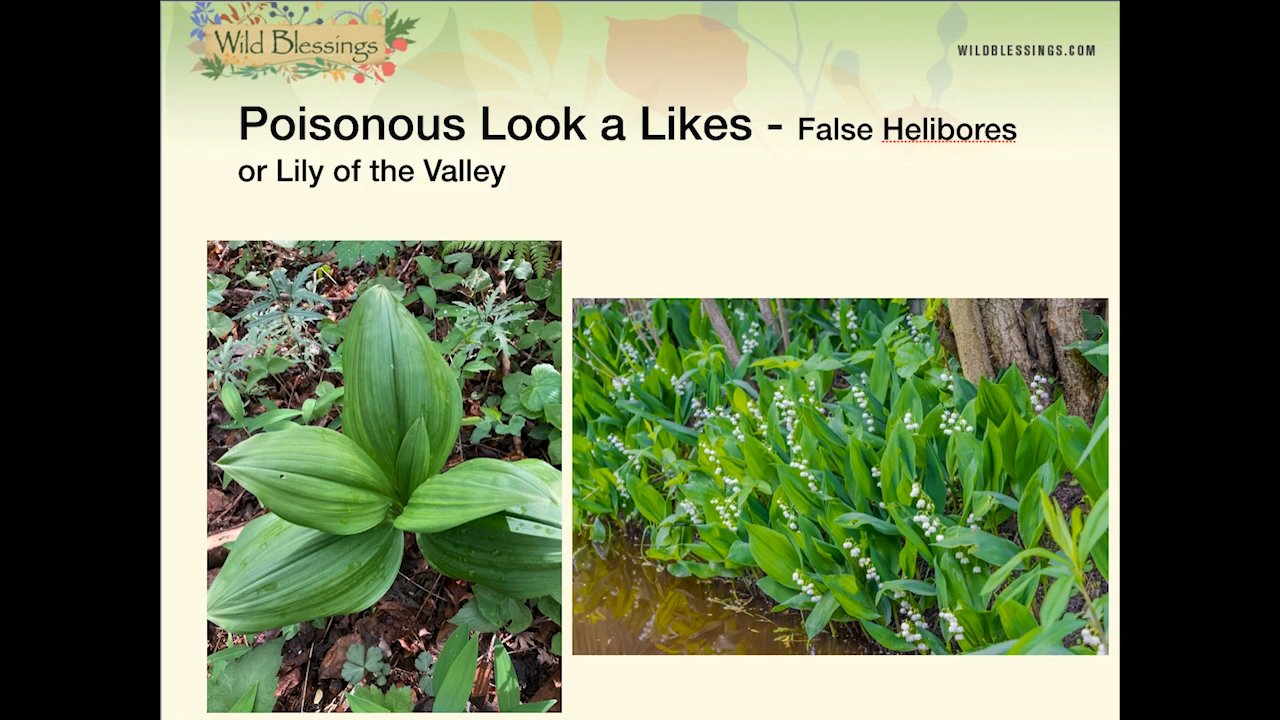 Wild Blessings
WILDBLESSINGS.COM
Poisonous Look a Likes - False Helibores
or Lily of the Valley